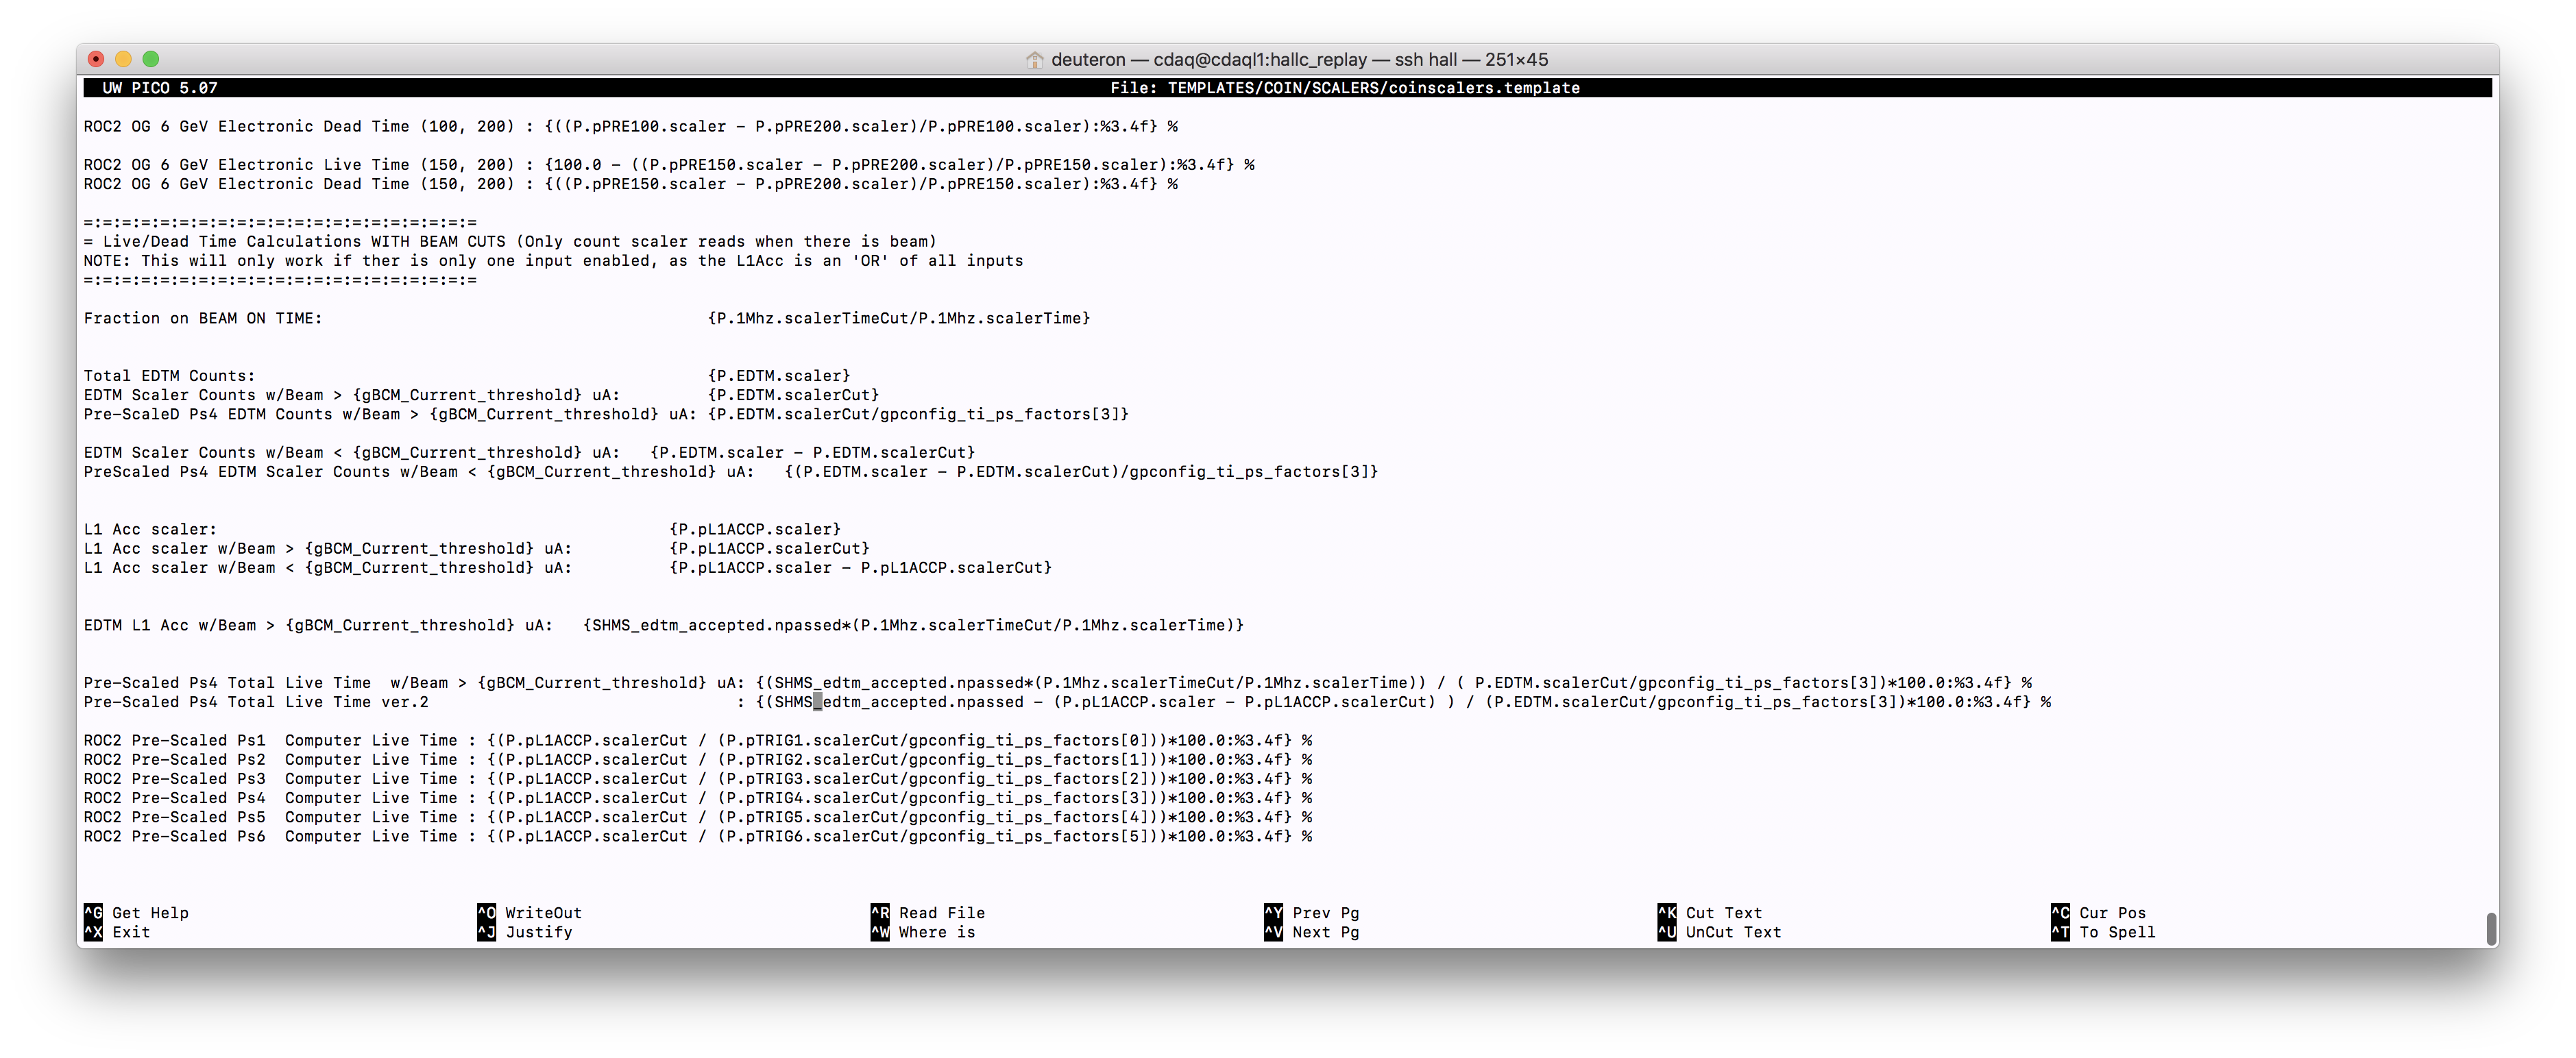 deuteron — cdaq@cdaql1:hallc_replay — ssh hall — 251×45
UW PICO 5.07 File: TEMPLATES/COIN/SCALERS/coinscalers.template
ROC2 OG 6 GeV Electronic Dead Time (100, 200) : {((P.pPRE100.scaler - P.pPRE200.scaler)/P.pPRE100.scaler):%3.4f} %
ROC2 OG 6 GeV Electronic Live Time (150, 200) : {100.0 - ((P.pPRE150.scaler - P.pPRE200.scaler)/P.pPRE150.scaler):%3.4f} %
ROC2 OG 6 GeV Electronic Dead Time (150, 200) : {((P.pPRE150.scaler - P.pPRE200.scaler)/P.pPRE150.scaler):%3.4f} %
=:=:=:=:=:=:=:=:=:=:=:=:=:=:=:=:=:=:=:=:=
= Live/Dead Time Calculations WITH BEAM CUTS (Only count scaler reads when there is beam)
NOTE: This will only work if ther is only one input enabled, as the L1Acc is an 'OR' of all inputs
=:=:=:=:=:=:=:=:=:=:=:=:=:=:=:=:=:=:=:=:=
Fraction on BEAM ON TIME: {P.1Mhz.scalerTimeCut/P.1Mhz.scalerTime}
Total EDTM Counts: {P.EDTM.scaler}
EDTM Scaler Counts w/Beam > {gBCM_Current_threshold} uA: {P.EDTM.scalerCut}
Pre-ScaleD Ps4 EDTM Counts w/Beam > {gBCM_Current_threshold} uA: {P.EDTM.scalerCut/gpconfig_ti_ps_factors[3]}
EDTM Scaler Counts w/Beam < {gBCM_Current_threshold} uA: {P.EDTM.scaler - P.EDTM.scalerCut}
PreScaled Ps4 EDTM Scaler Counts w/Beam < {gBCM_Current_threshold} uA: {(P.EDTM.scaler - P.EDTM.scalerCut)/gpconfig_ti_ps_factors[3]}
L1 Acc scaler: {P.pL1ACCP.scaler}
L1 Acc scaler w/Beam > {gBCM_Current_threshold} uA: {P.pL1ACCP.scalerCut}
L1 Acc scaler w/Beam < {gBCM_Current_threshold} uA: {P.pL1ACCP.scaler - P.pL1ACCP.scalerCut}
EDTM L1 Acc w/Beam > {gBCM_Current_threshold} uA: {SHMS_edtm_accepted.npassed*(P.1Mhz.scalerTimeCut/P.1Mhz.scalerTime)}
Pre-Scaled Ps4 Total Live Time w/Beam > {gBCM_Current_threshold} uA: {(SHMS_edtm_accepted.npassed*(P.1Mhz.scalerTimeCut/P.1Mhz.scalerTime)) / ( P.EDTM.scalerCut/gpconfig_ti_ps_factors[3])*100.0:%3.4f} %
Pre-Scaled Ps4 Total Live Time ver.2 : {(SHMS_edtm_accepted.npassed - (P.pL1ACCP.scaler - P.pL1ACCP.scalerCut) ) / (P.EDTM.scalerCut/gpconfig_ti_ps_factors[3])*100.0:%3.4f} %
ROC2 Pre-Scaled Ps1 Computer Live Time : {(P.pL1ACCP.scalerCut / (P.pTRIG1.scalerCut/gpconfig_ti_ps_factors[0]))*100.0:%3.4f} %
ROC2 Pre-Scaled Ps2 Computer Live Time : {(P.pL1ACCP.scalerCut / (P.pTRIG2.scalerCut/gpconfig_ti_ps_factors[1]))*100.0:%3.4f} %
ROC2 Pre-Scaled Ps3 Computer Live Time : {(P.pL1ACCP.scalerCut / (P.pTRIG3.scalerCut/gpconfig_ti_ps_factors[2]))*100.0:%3.4f} %
ROC2 Pre-Scaled Ps4 Computer Live Time : {(P.pL1ACCP.scalerCut / (P.pTRIG4.scalerCut/gpconfig_ti_ps_factors[3]))*100.0:%3.4f} %
ROC2 Pre-Scaled Ps5 Computer Live Time : {(P.pL1ACCP.scalerCut / (P.pTRIG5.scalerCut/gpconfig_ti_ps_factors[4]))*100.0:%3.4f} %
ROC2 Pre-Scaled Ps6 Computer Live Time : {(P.pL1ACCP.scalerCut / (P.pTRIG6.scalerCut/gpconfig_ti_ps_factors[5]))*100.0:%3.4f} %
^G Get Help ^O WriteOut ^R Read File ^Y Prev Pg ^K Cut Text ^C Cur Pos
^X Exit ^J Justify ^W Where is ^V Next Pg ^U UnCut Text ^T To Spell